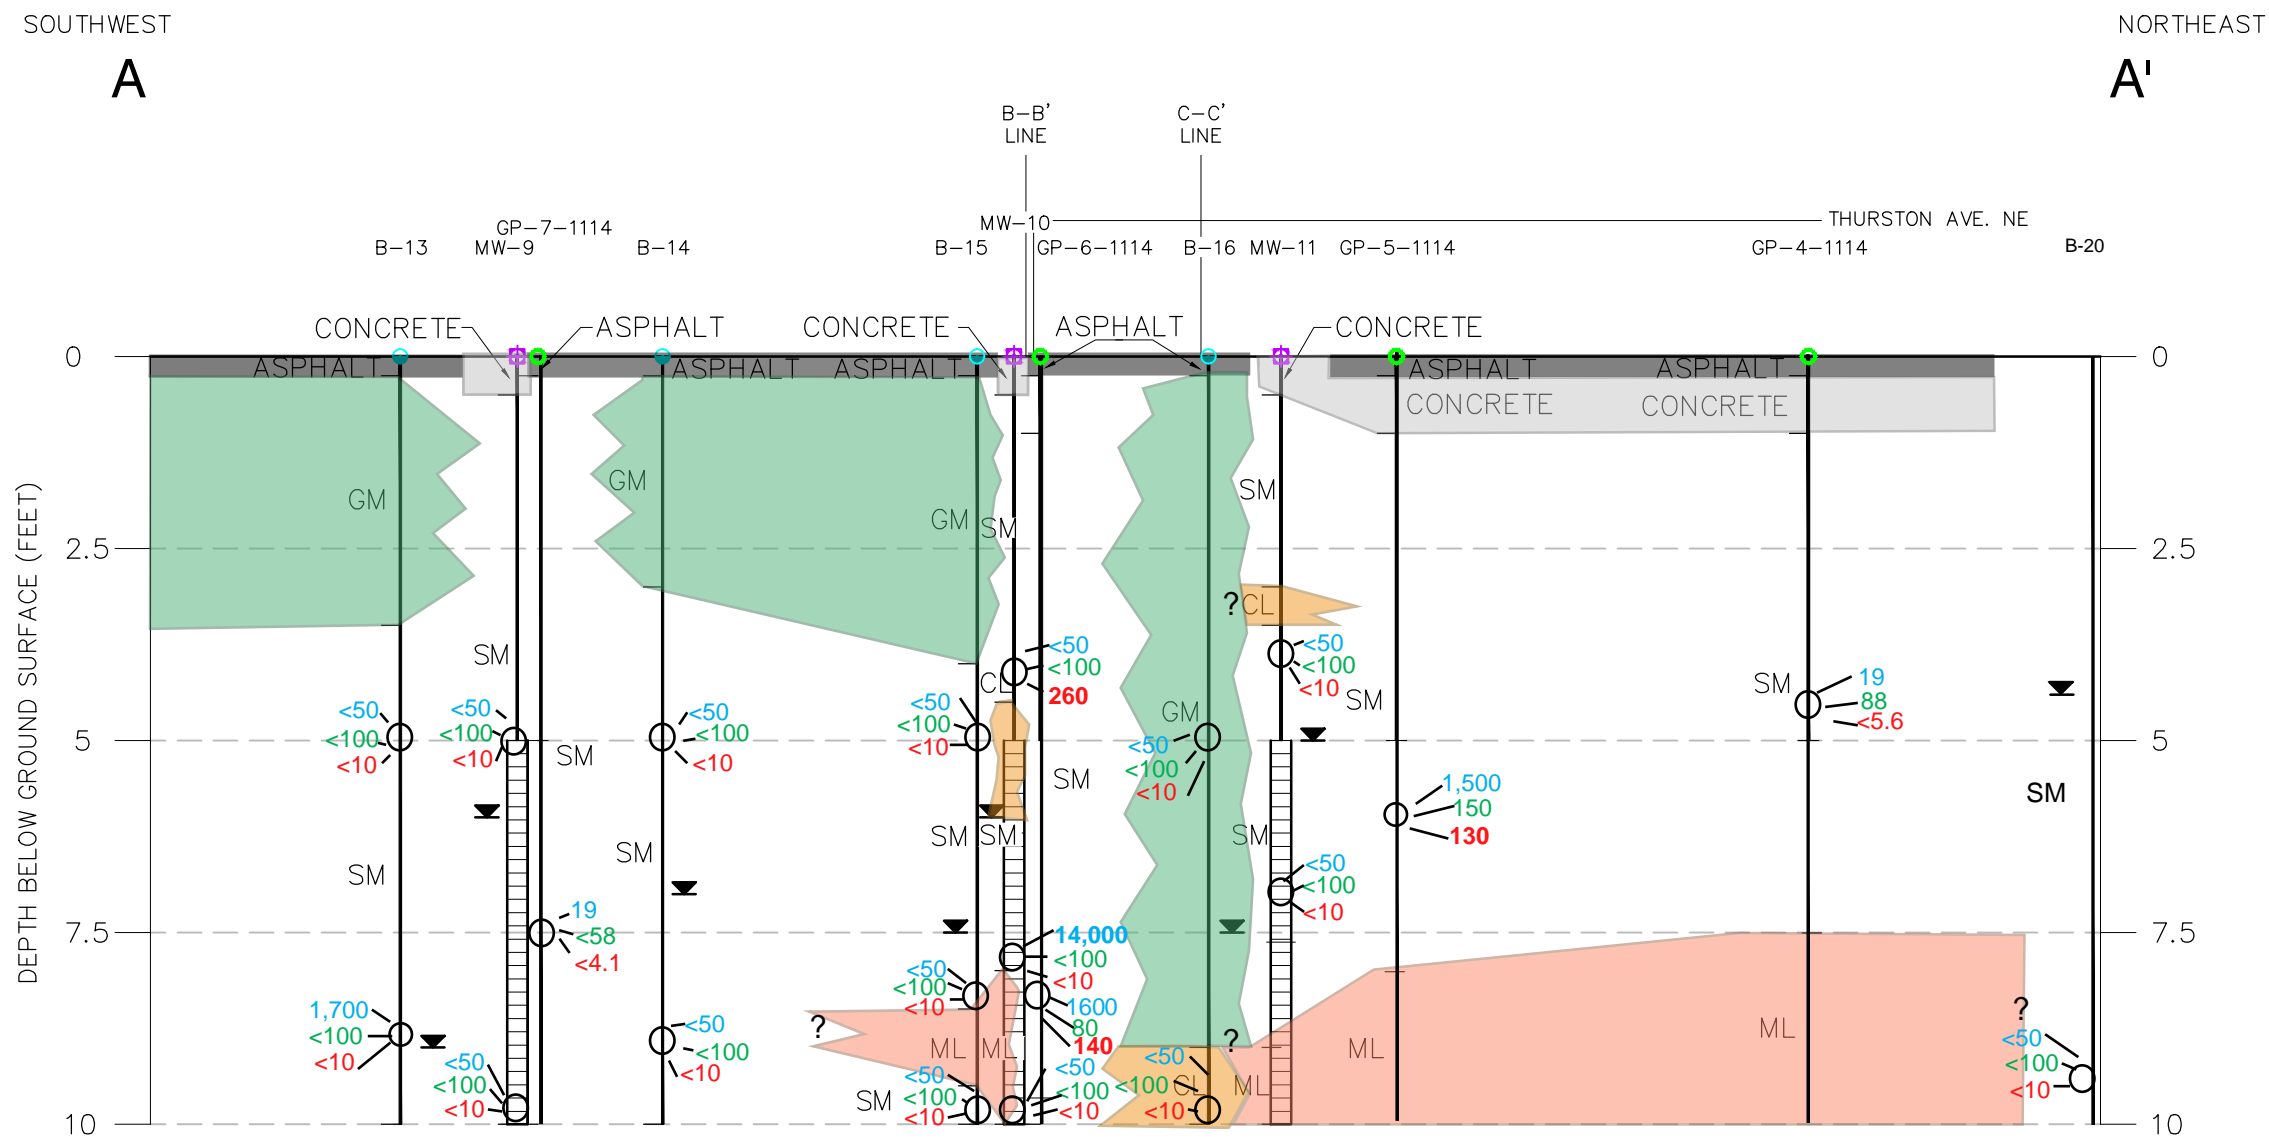 SOUTHWEST
NORTHEAST
A
A'
B-B'
LINE
C-C'
LINE
GP-7-1114
MW-10
THURSTON AVE. NE
B-13
MW-9
B-14
B-15
GP-6-1114
B-16
MW-11
GP-5-1114
GP-4-1114
B-20
CONCRETE
ASPHALT
CONCRETE
ASPHALT
CONCRETE
0
ASPHALT
ASPHALT
ASPHALT
ASPHALT
ASPHALT
0
CONCRETE
CONCRETE
DEPTH BELOW GROUND SURFACE (FEET)
GM
GM
GM
SM
SM
2.5
2.5
?
CL
SM
<50
<100
260
CL
<50
<100
<10
SM
SM
19
88
<5.6
<50
<100
<10
<50
<100
<10
SM
<50
<100
<10
<50
<100
<10
GM
<50
<100
<10
5
5
SM
1,500
150
130
SM
SM
SM
SM
SM
SM
<50
<100
<10
19
<58
<4.1
7.5
7.5
14,000
<100
<10
<50
<100
<10
1600
80
140
1,700
<100
<10
?
<50
<100
<10
ML
ML
?
ML
ML
?
<50
<100
<10
<50
<100
<10
SM
<50
<100
<10
<50
<100
<10
<50
<100
<10
CL
ML
10
10